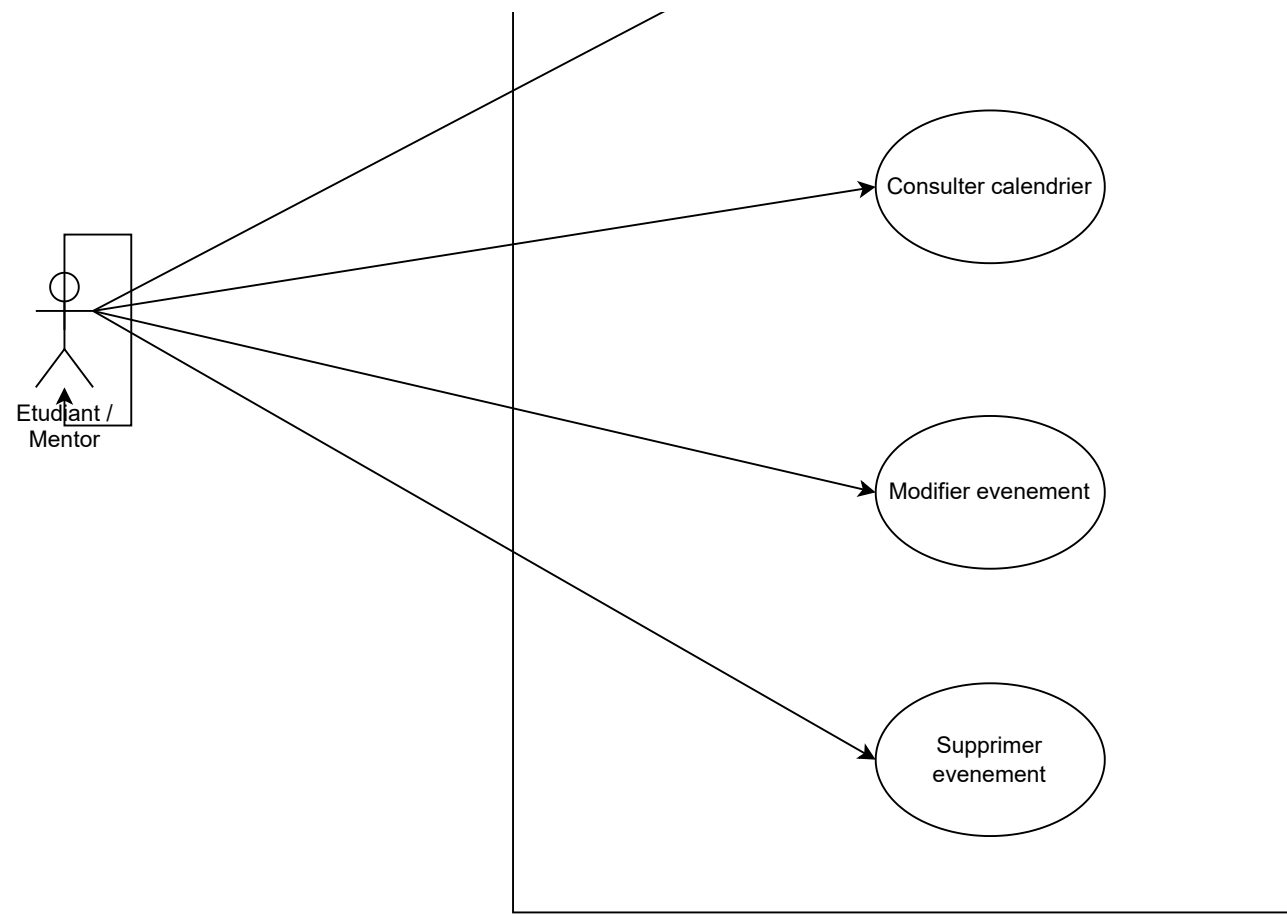 Consulter calendrier
Etudiant /
Mentor
Modifier evenement
Supprimer
evenement